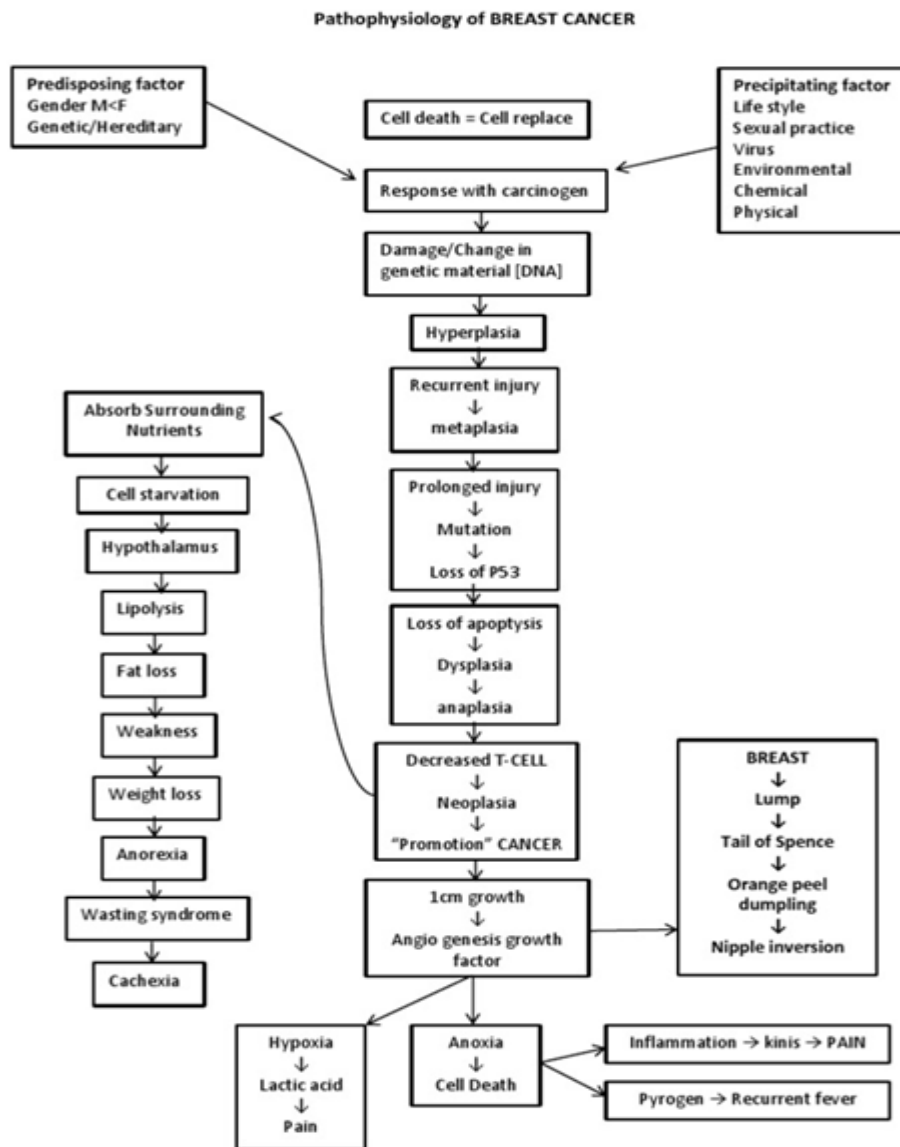 Pathophysiology of BREAST CANCER
Predisposing factor
Gender M<F
Genetic/Hereditary
Cell death = Cell replace
Precipitating factor
Life style
Sexual practice
Virus
Environmental
Chemical
Physical
Response with carcinogen
Damage/Change in
genetic material [DNA]
Hyperplasia
Recurrent injury
↓
metaplasia
Prolonged injury
↓
Mutation
↓
Loss of P53
Loss of apoptysis
↓
Dysplasia
↓
anaplasia
Decreased T-CELL
↓
Neoplasia
↓
“Promotion” CANCER
Absorb Surrounding
Nutrients
Cell starvation
Hypothalamus
Lipolysis
Fat loss
Weakness
Weight loss
Anorexia
Wasting syndrome
Cachexia
1cm growth
↓
Angio genesis growth
factor
BREAST
↓
Lump
↓
Tail of Spence
↓
Orange peel
dumpling
↓
Nipple inversion
Hypoxia
↓
Lactic acid
↓
Pain
Anoxia
↓
Cell Death
Inflammation → kinis → PAIN
Pyrogen → Recurrent fever